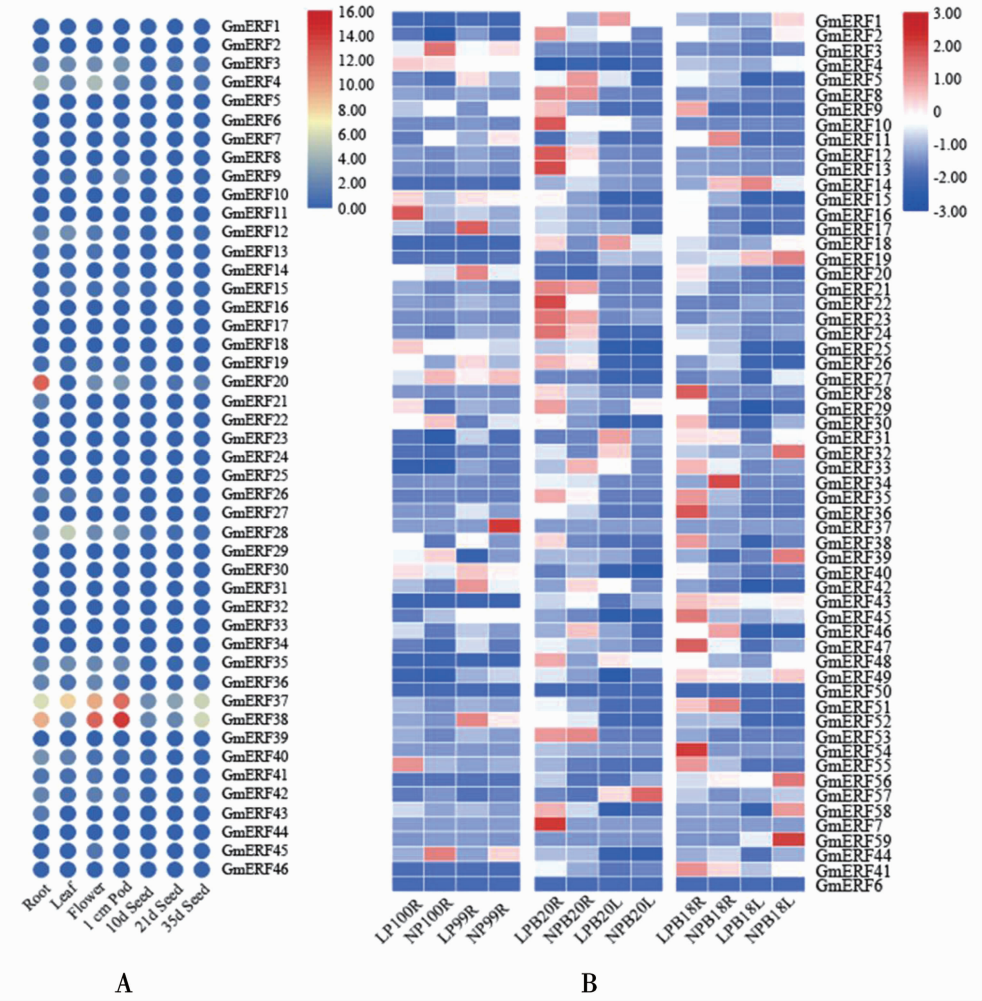 GmERF1
GmERF2
GmERF3
GmERF4
GmERF5
GmERF6
GmERF7
GmERF8
GmERF9
GmERF10
GmERF11
GmERF12
GmERF13
GmERF14
GmERF15
GmERF16
GmERF17
GmERF18
GmERF19
GmERF20
GmERF21
GmERF22
GmERF23
GmERF24
GmERF25
GmERF26
GmERF27
GmERF28
GmERF29
GmERF30
GmERF31
GmERF32
GmERF33
GmERF34
GmERF35
GmERF36
GmERF37
GmERF38
GmERF39
GmERF40
GmERF41
GmERF42
GmERF43
GmERF44
GmERF45
GmERF46
Root
Leaf
Flower
1 cm Pod
10d Seed
21d Seed
35d Seed
16.00
14.00
12.00
10.00
8.00
6.00
4.00
2.00
0.00
A
GmERF1
GmERF2
GmERF3
GmERF4
GmERF5
GmERF8
GmERF9
GmERF10
GmERF11
GmERF12
GmERF13
GmERF14
GmERF15
GmERF16
GmERF17
GmERF18
GmERF19
GmERF20
GmERF21
GmERF22
GmERF23
GmERF24
GmERF25
GmERF26
GmERF27
GmERF28
GmERF29
GmERF30
GmERF31
GmERF32
GmERF33
GmERF34
GmERF35
GmERF36
GmERF37
GmERF38
GmERF39
GmERF40
GmERF42
GmERF43
GmERF45
GmERF46
GmERF47
GmERF48
GmERF49
GmERF50
GmERF51
GmERF52
GmERF53
GmERF54
GmERF55
GmERF56
GmERF57
GmERF58
GmERF7
GmERF59
GmERF44
GmERF41
GmERF6
LP100R
NP100R
LP99R
NP99R
LPB20R
NPB20R
LPB20L
NPB20L
LPB18R
NPB18R
LPB18L
NPB18L
3.00
2.00
1.00
0
-1.00
-2.00
-3.00
B